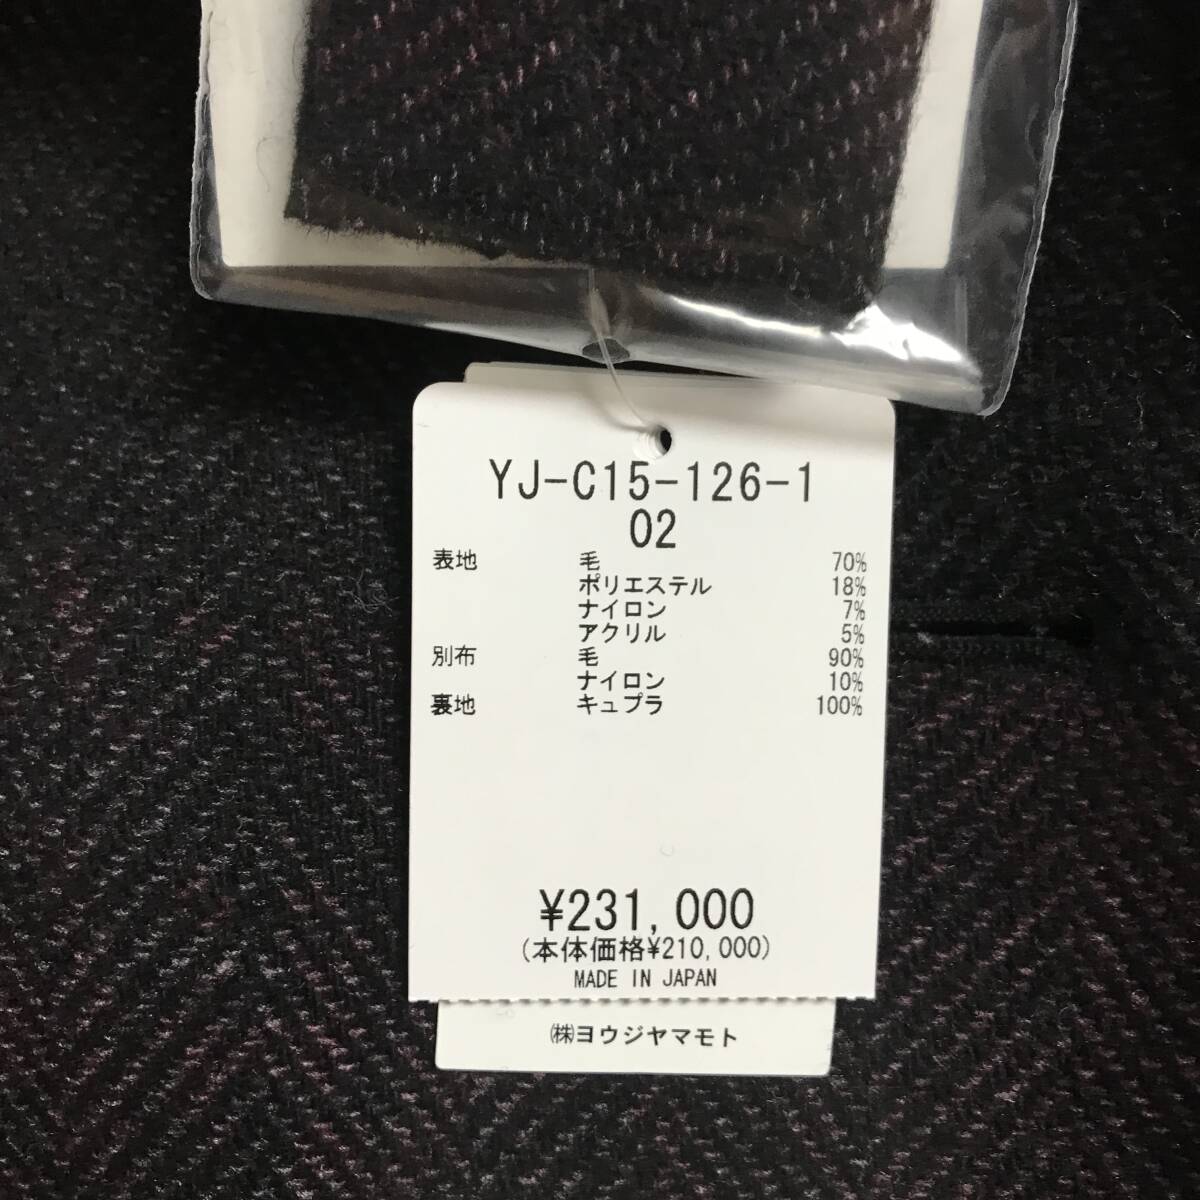 YJ-C15-126-1
02
表地 毛 70%
ポリエステル 18%
ナイロン 7%
アクリル 5%
別布 毛 90%
ナイロン 10%
裏地 キュプラ 100%
¥231,000
(本体価格¥210,000)
MADE IN JAPAN
㈱ヨウジヤマモト